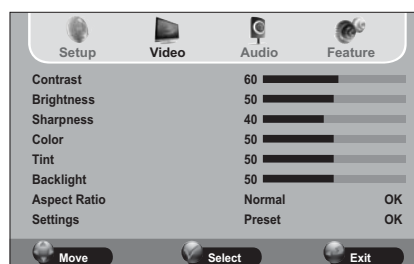 Setup Video Audio Feature
Contrast 60
Brightness 50
Sharpness 40
Color 50
Tint 50
Backlight 50
Aspect Ratio Normal OK
Settings Preset OK
Move Select Exit